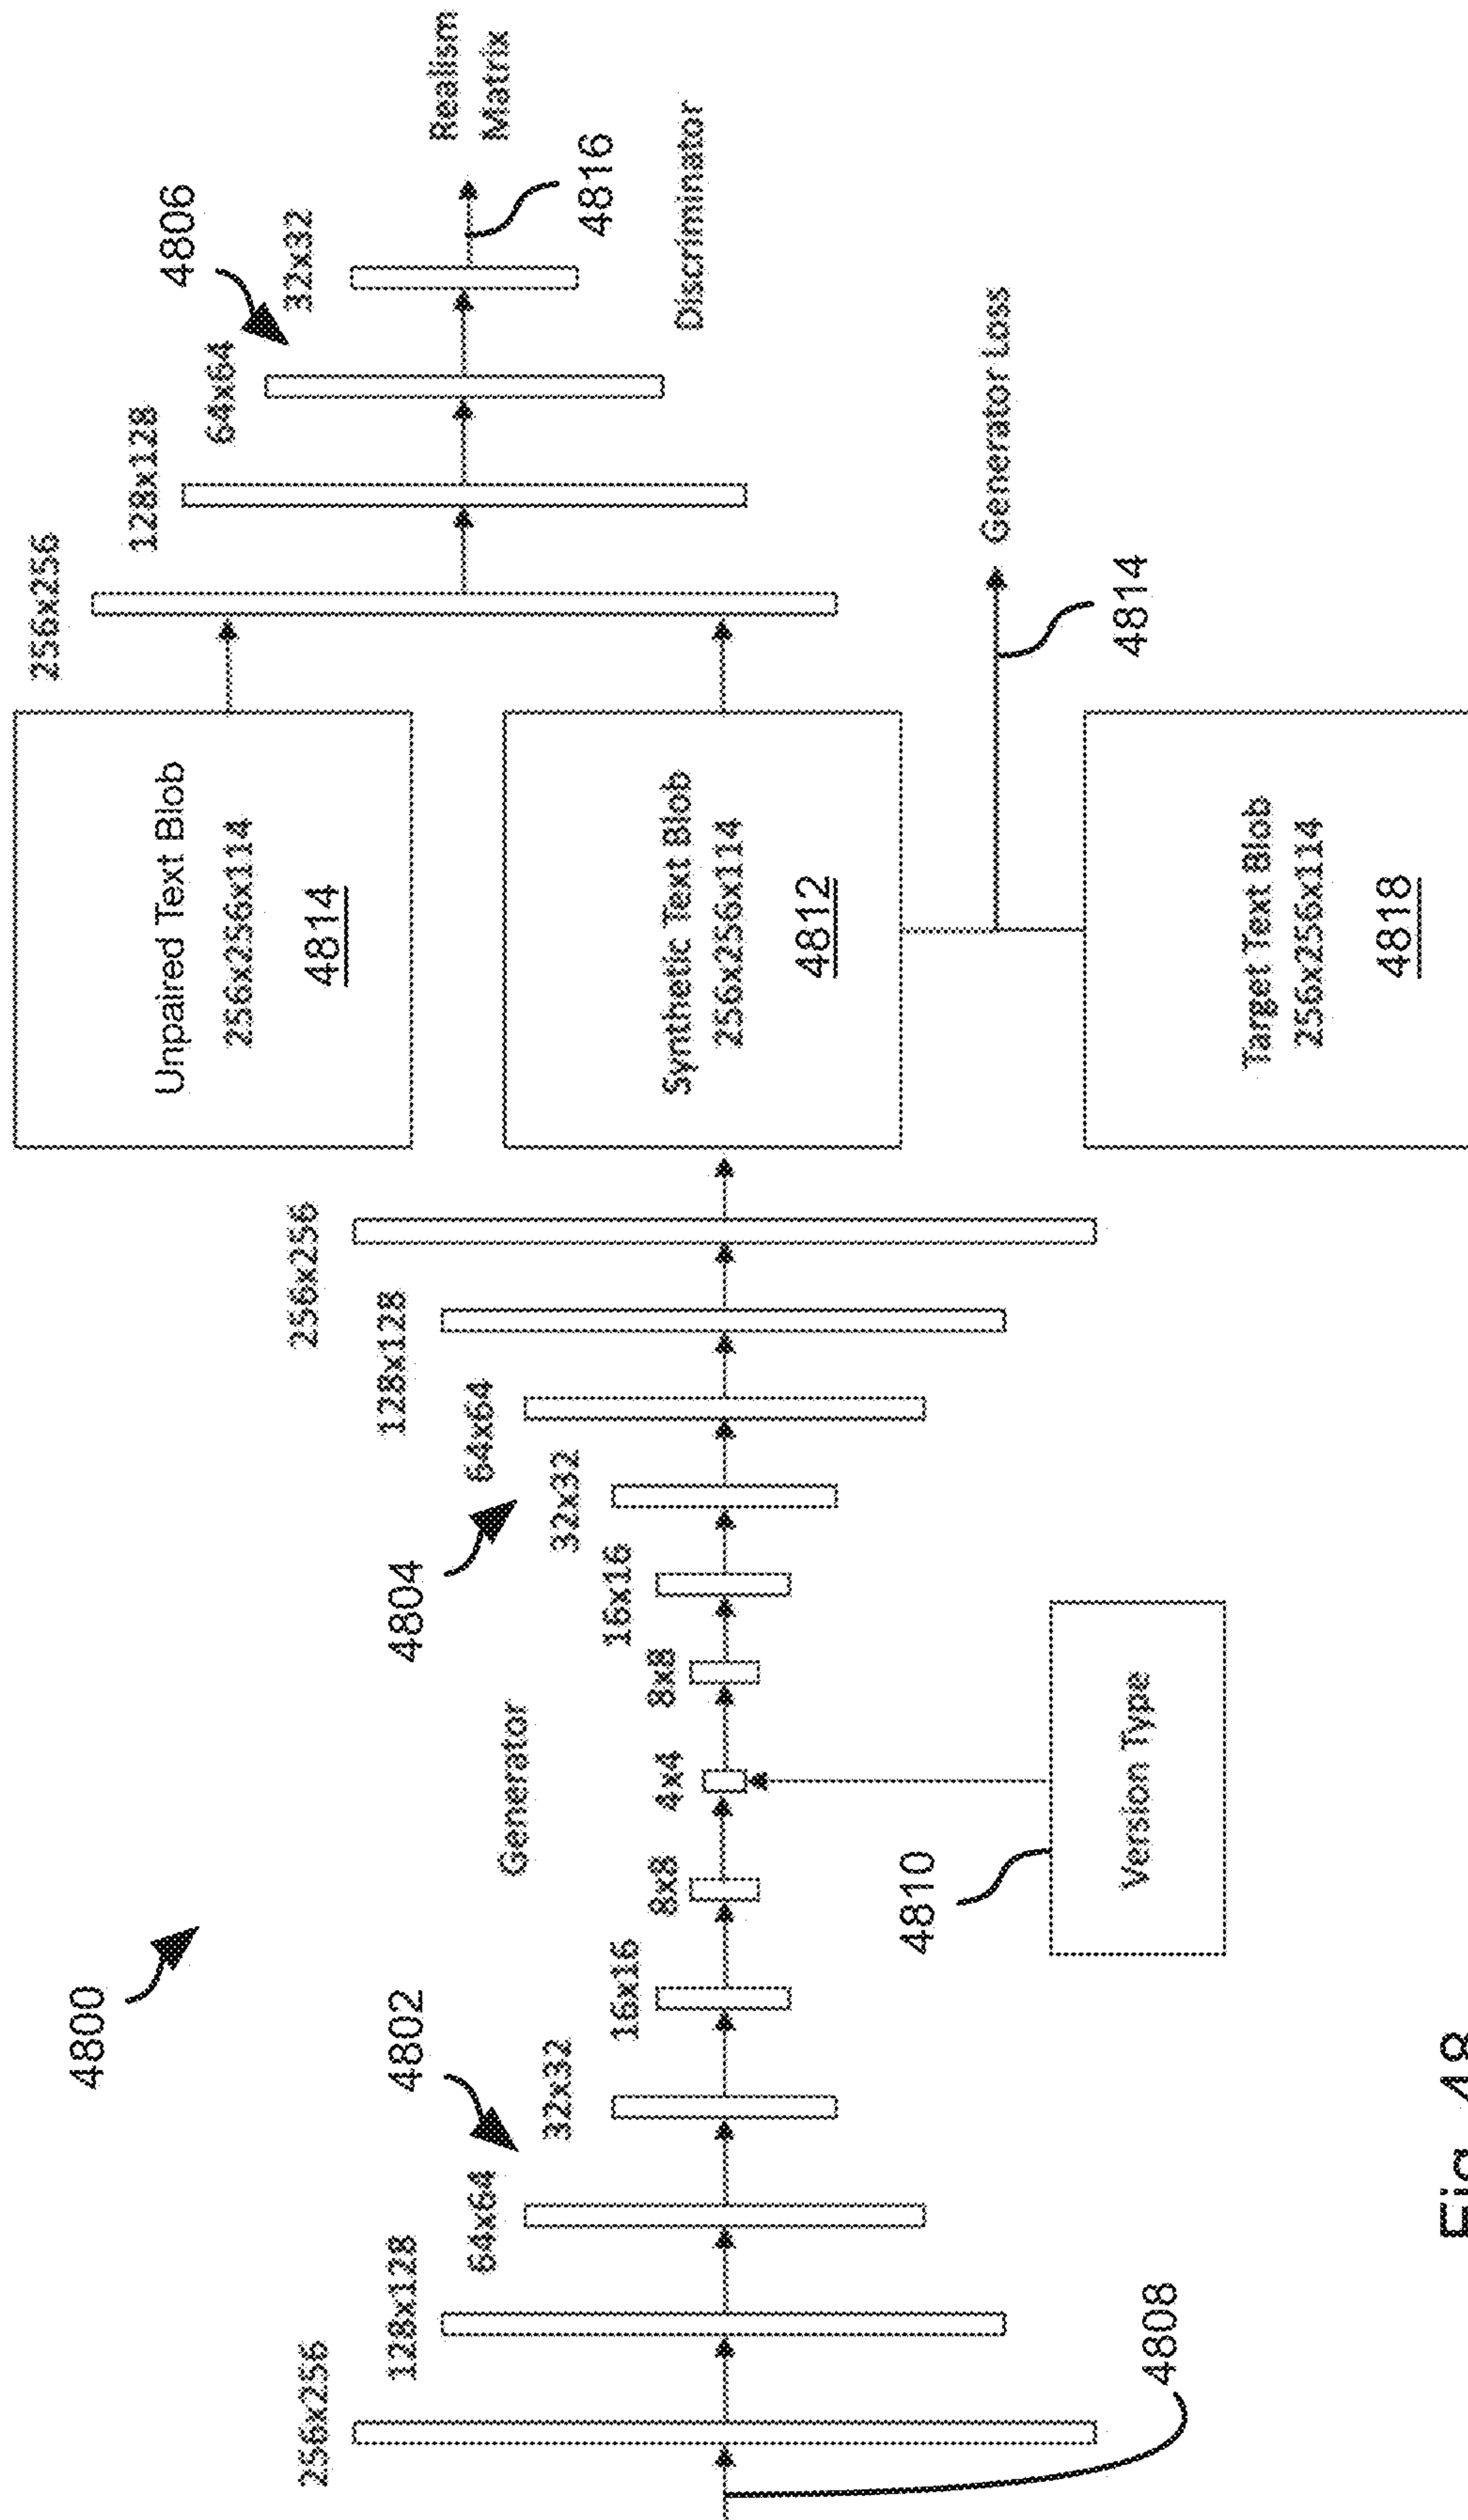 4800
Generator
4802
4804
4806
256x256
128x128
64x64
32x32
16x16
8x8
4x4
8x8
16x16
32x32
64x64
128x128
256x256
4808
4810
Version Type
Unpaired Text Blob
256x256x114
4814
Synthetic Text Blob
256x256x114
4812
Target Text Blob
256x256x114
4818
256x256
128x128
64x64
32x32
Realism
Matrix
4816
Discriminator
Generator Loss
4814
Fig. 48